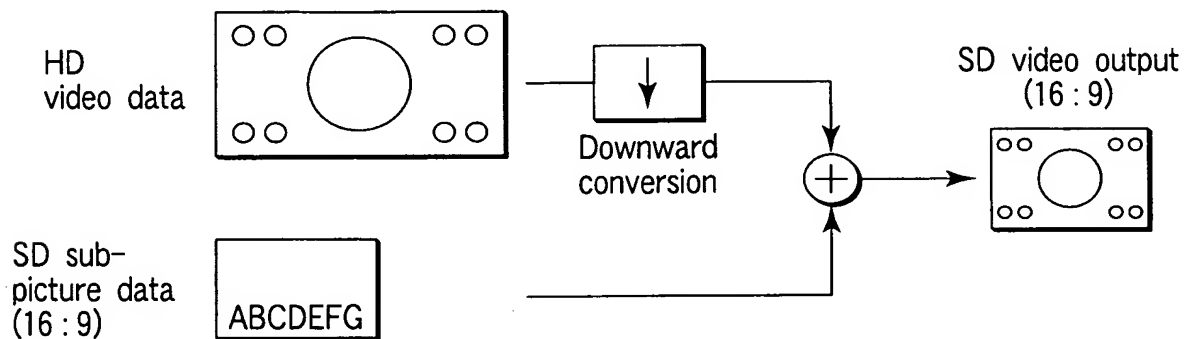 HD
video data
Downward
conversion
SD video output
(16 : 9)
SD sub-
picture data
(16 : 9)
ABCDEFG